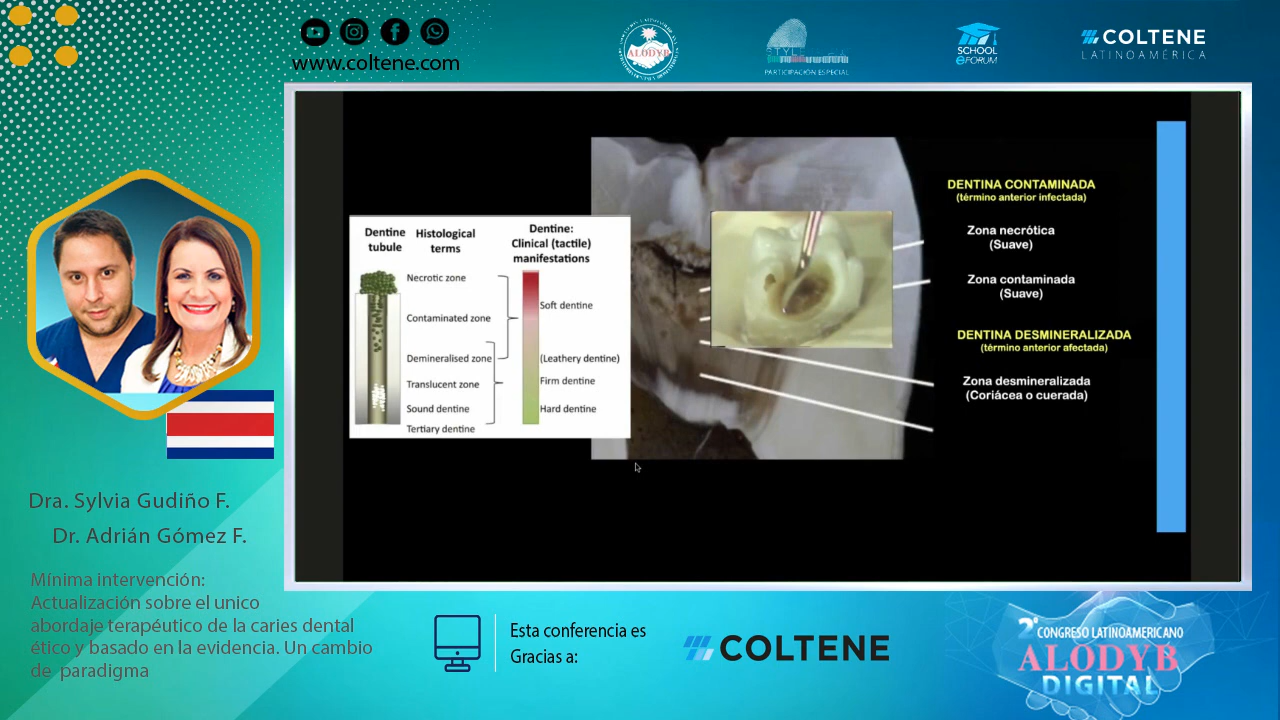 www.coltene.com
ALODYB
PARTICIPACIÓN ESPECIAL
SCHOOL
eFORUM
COLTENE
LATINOAMÉRICA
Dentine
tubule
Histological
terms
Dentine:
Clinical (tactile)
manifestations
Necrotic zone
Contaminated zone
Demineralised zone
Translucent zone
Sound dentine
Tertiary dentine
Soft dentine
(Leathery dentine)
Firm dentine
Hard dentine
DENTINA CONTAMINADA
(término anterior infectada)
Zona necrótica
(Suave)
Zona contaminada
(Suave)
DENTINA DESMINERALIZADA
(término anterior afectada)
Zona desmineralizada
(Coriácea o cuerada)
Dra. Sylvia Gudiño F.
Dr. Adrián Gómez F.
Mínima intervención:
Actualización sobre el unico
abordaje terapéutico de la caries dental
ético y basado en la evidencia. Un cambio
de paradigma
Esta conferencia es
Gracias a:
COLTENE
2º CONGRESO LATINOAMERICANO
ALODYB
DIGITAL